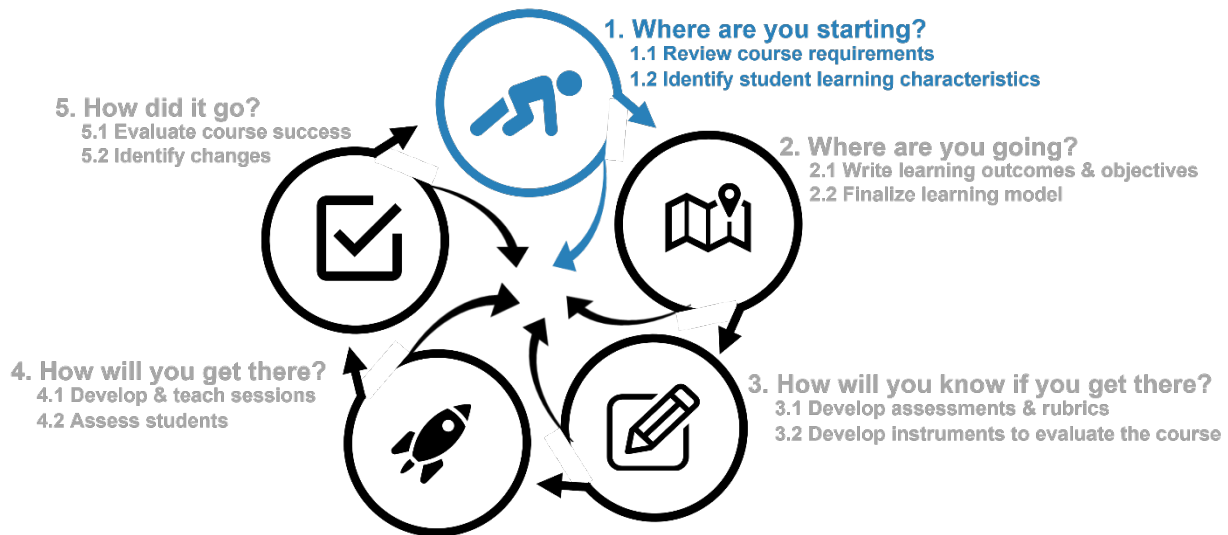 1. Where are you starting?
1.1 Review course requirements
1.2 Identify student learning characteristics
2. Where are you going?
2.1 Write learning outcomes & objectives
2.2 Finalize learning model
3. How will you know if you get there?
3.1 Develop assessments & rubrics
3.2 Develop instruments to evaluate the course
4. How will you get there?
4.1 Develop & teach sessions
4.2 Assess students
5. How did it go?
5.1 Evaluate course success
5.2 Identify changes